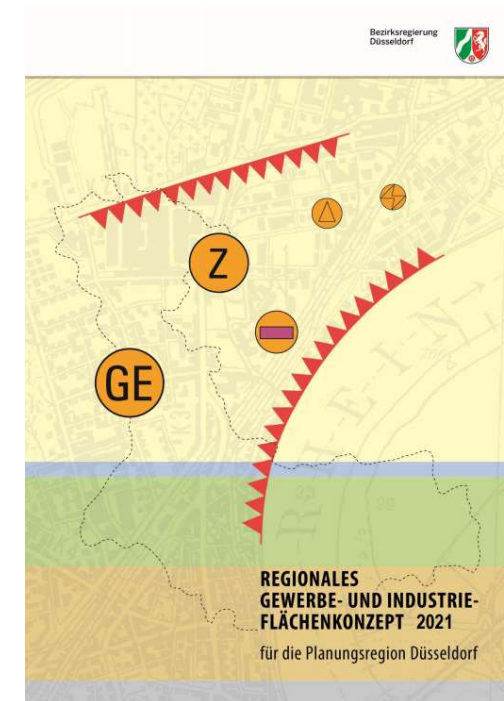 Bezirksregierung
Düsseldorf
Z
GE
REGIONALES
GEWERBE- UND INDUSTRIE-
FLÄCHENKONZEPT 2021
für die Planungsregion Düsseldorf